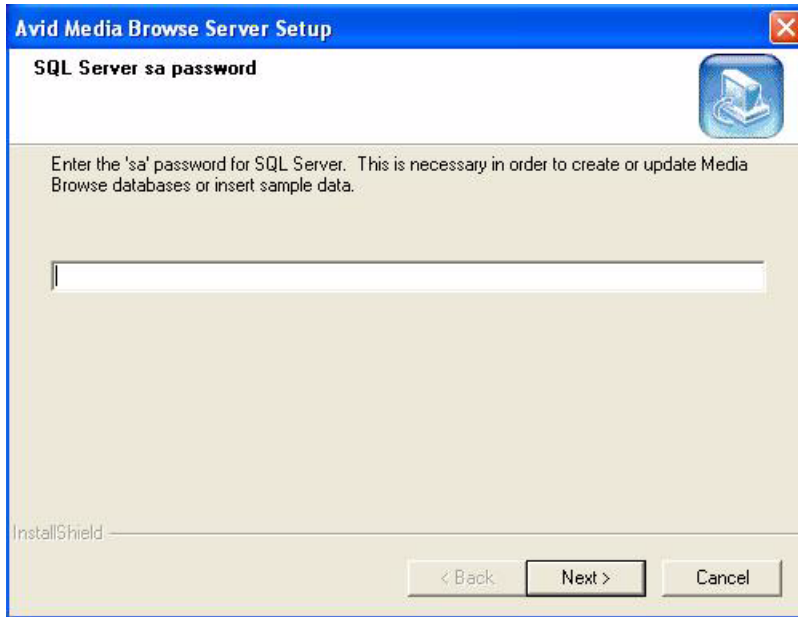 Avid Media Browse Server Setup
SQL Server sa password
Enter the 'sa' password for SQL Server. This is necessary in order to create or update Media
Browse databases or insert sample data.
InstallShield
< Back
Next >
Cancel